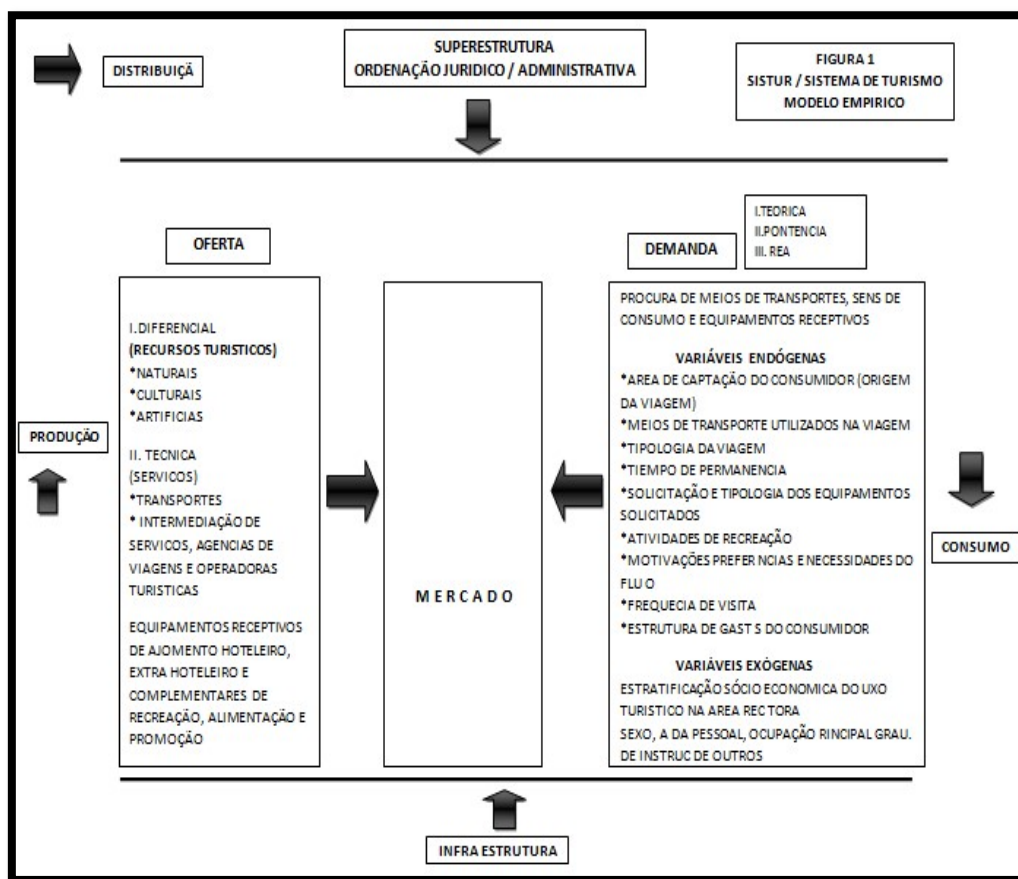 DISTRIBUIÇÃ
SUPERESTRUTURA
ORDENAÇÃO JURIDICO / ADMINISTRATIVA
FIGURA 1
SISTUR / SISTEMA DE TURISMO
MODELO EMPIRICO
OFERTA
I.DIFERENCIAL
(RECURSOS TURISTICOS)
*NATURAIS
*CULTURAIS
*ARTIFICIAS
II. TECNICA
(SERVICOS)
*TRANSPORTES
* INTERMEDIAÇÃO DE
SERVICOS, AGENCIAS DE
VIAGENS E OPERADORAS
TURISTICAS
EQUIPAMENTOS RECEPTIVOS
DE AJOMENTO HOTELEIRO,
EXTRA HOTELEIRO E
COMPLEMENTARES DE
RECREAÇÃO, ALIMENTAÇÃO E
PROMOÇÃO
PRODUÇÃO
MERCADO
DEMANDA
I.TEORICA
II.PONTENCIA
III. REA
PROCURA DE MEIOS DE TRANSPORTES, SENS DE
CONSUMO E EQUIPAMENTOS RECEPTIVOS
VARIÁVEIS ENDÓGENAS
*AREA DE CAPTAÇÃO DO CONSUMIDOR (ORIGEM
DA VIAGEM)
*MEIOS DE TRANSPORTE UTILIZADOS NA VIAGEM
*TIPOLOGIA DA VIAGEM
*TIEMPO DE PERMANENCIA
*SOLICITAÇÃO E TIPOLOGIA DOS EQUIPAMENTOS
SOLICITADOS
*ATIVIDADES DE RECREAÇÃO
*MOTIVAÇÕES PREFER NCIAS E NECESSIDADES DO
FLU O
*FREQUECIA DE VISITA
*ESTRUTURA DE GAST S DO CONSUMIDOR
VARIÁVEIS EXÓGENAS
ESTRATIFICAÇÃO SÓCIO ECONOMICA DO UXO
TURISTICO NA AREA REC TORA
SEXO, A DA PESSOAL, OCUPAÇÃO RINCIPAL GRAU.
DE INSTRUC DE OUTROS
CONSUMO
INFRA ESTRUTURA